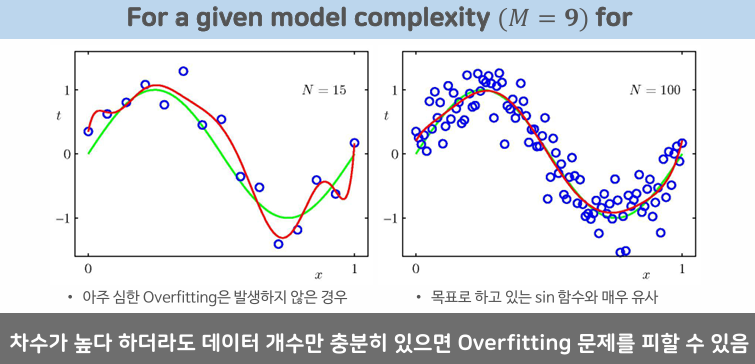 For a given model complexity (M = 9) for
N = 15
1
t
0
−1
0
x
1
N = 100
1
t
0
−1
0
x
1
• 아주 심한 Overfitting은 발생하지 않은 경우
• 목표로 하고 있는 sin 함수와 매우 유사
차수가 높다 하더라도 데이터 개수만 충분히 있으면 Overfitting 문제를 피할 수 있음